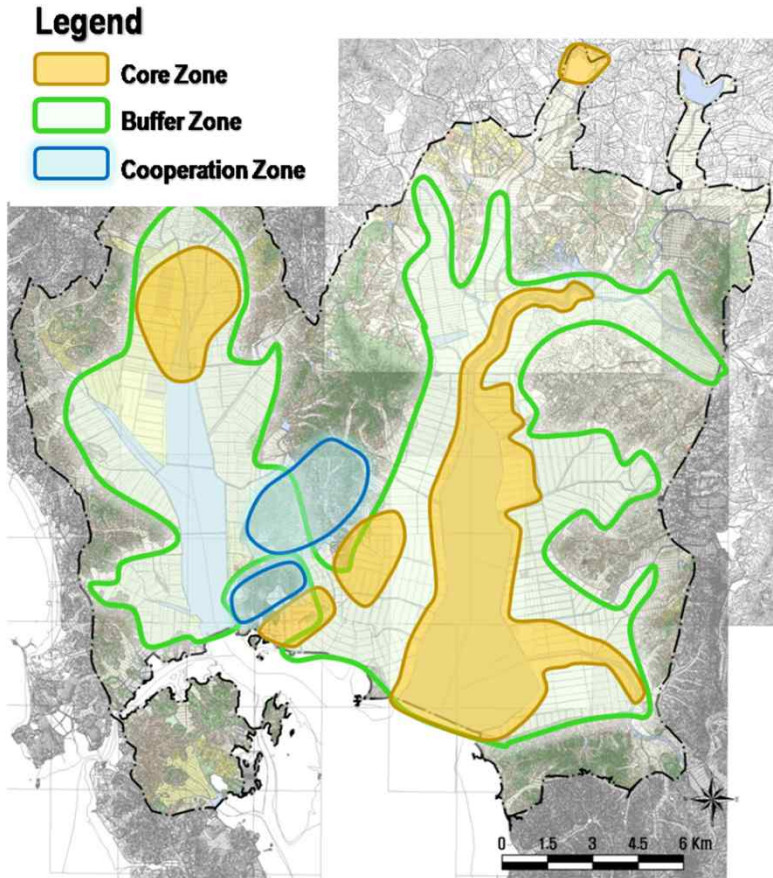 Legend
Core Zone
Buffer Zone
Cooperation Zone
0 1.5 3 4.5 6 Km